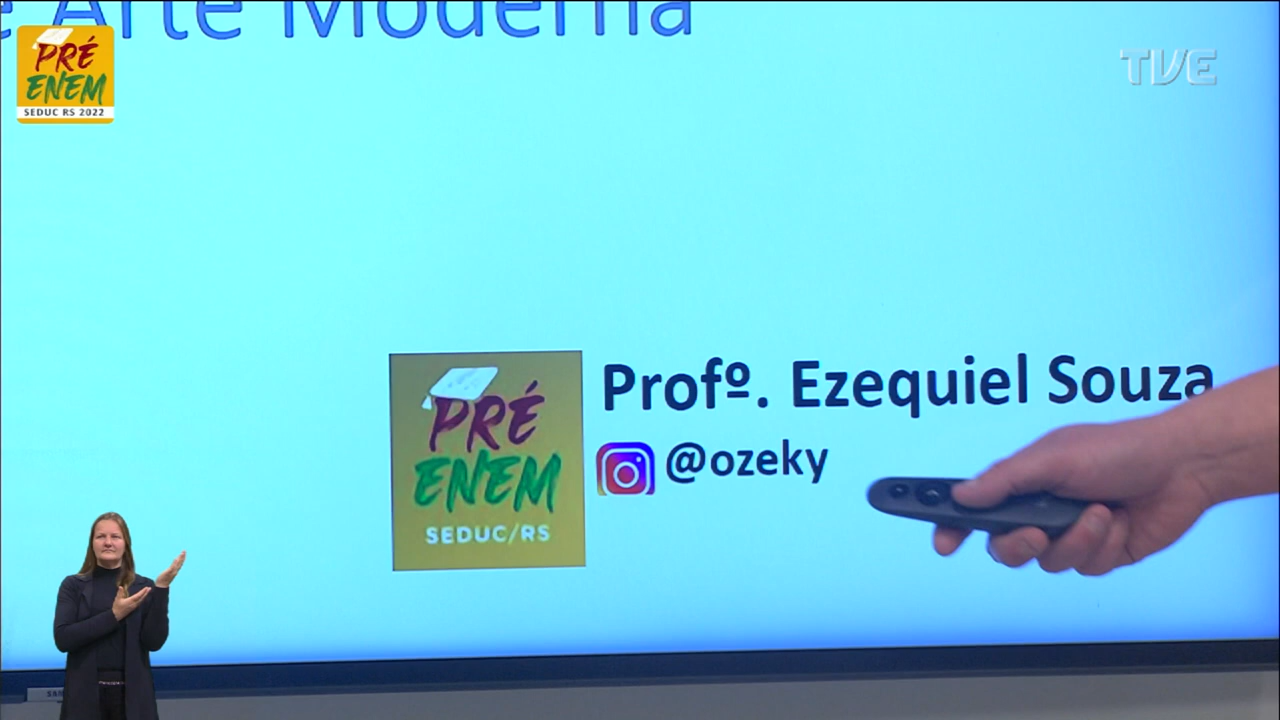 e Arte Moderna
PRÉ
ENEM
SEDUC RS 2022
TVE
Profº. Ezequiel Souza
@ozeky
PRÉ
ENEM
SEDUC/RS